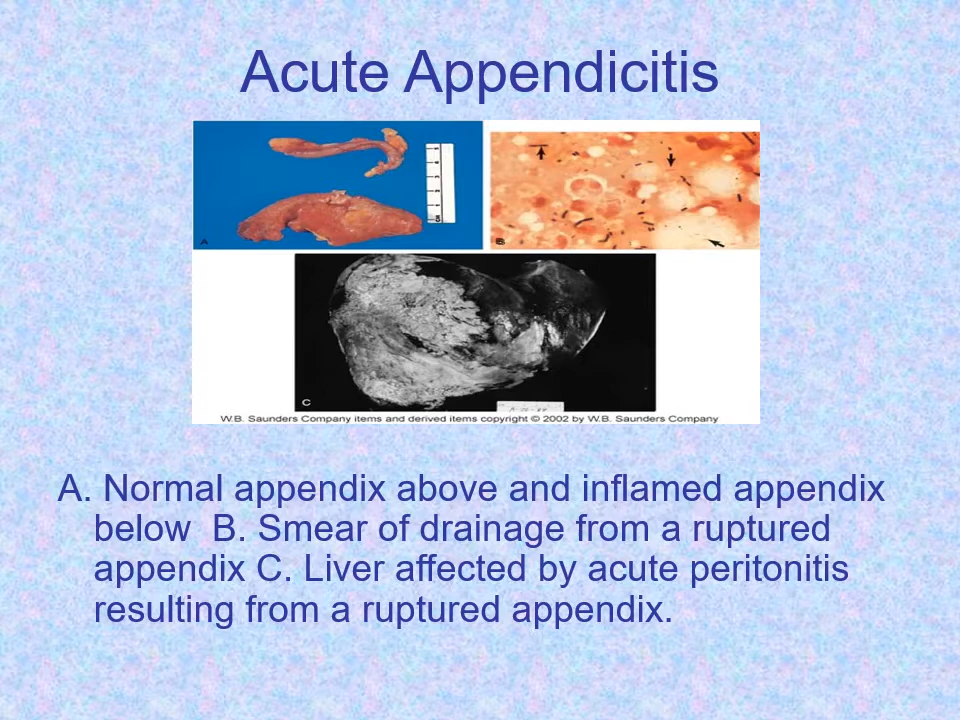 Acute Appendicitis
A
B
C
W.B. Saunders Company items and derived items copyright © 2002 by W.B. Saunders Company
A. Normal appendix above and inflamed appendix
below B. Smear of drainage from a ruptured
appendix C. Liver affected by acute peritonitis
resulting from a ruptured appendix.